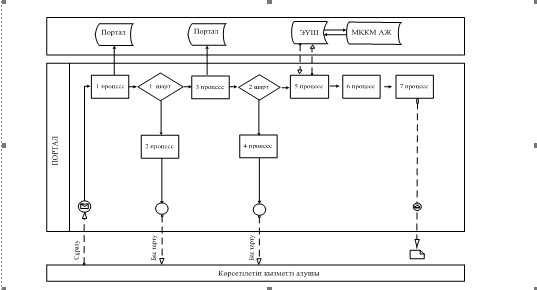 Портал
Портал
ЭҮШ
МККМ АЖ
1 процесс
1 шарт
3 процесс
2 шарт
5 процесс
6 процесс
7 процесс
ПОРТАЛ
2 процесс
4 процесс
Сұрату
Бас тарту
Бас тарту
Көрсетілетін қызметті алушы